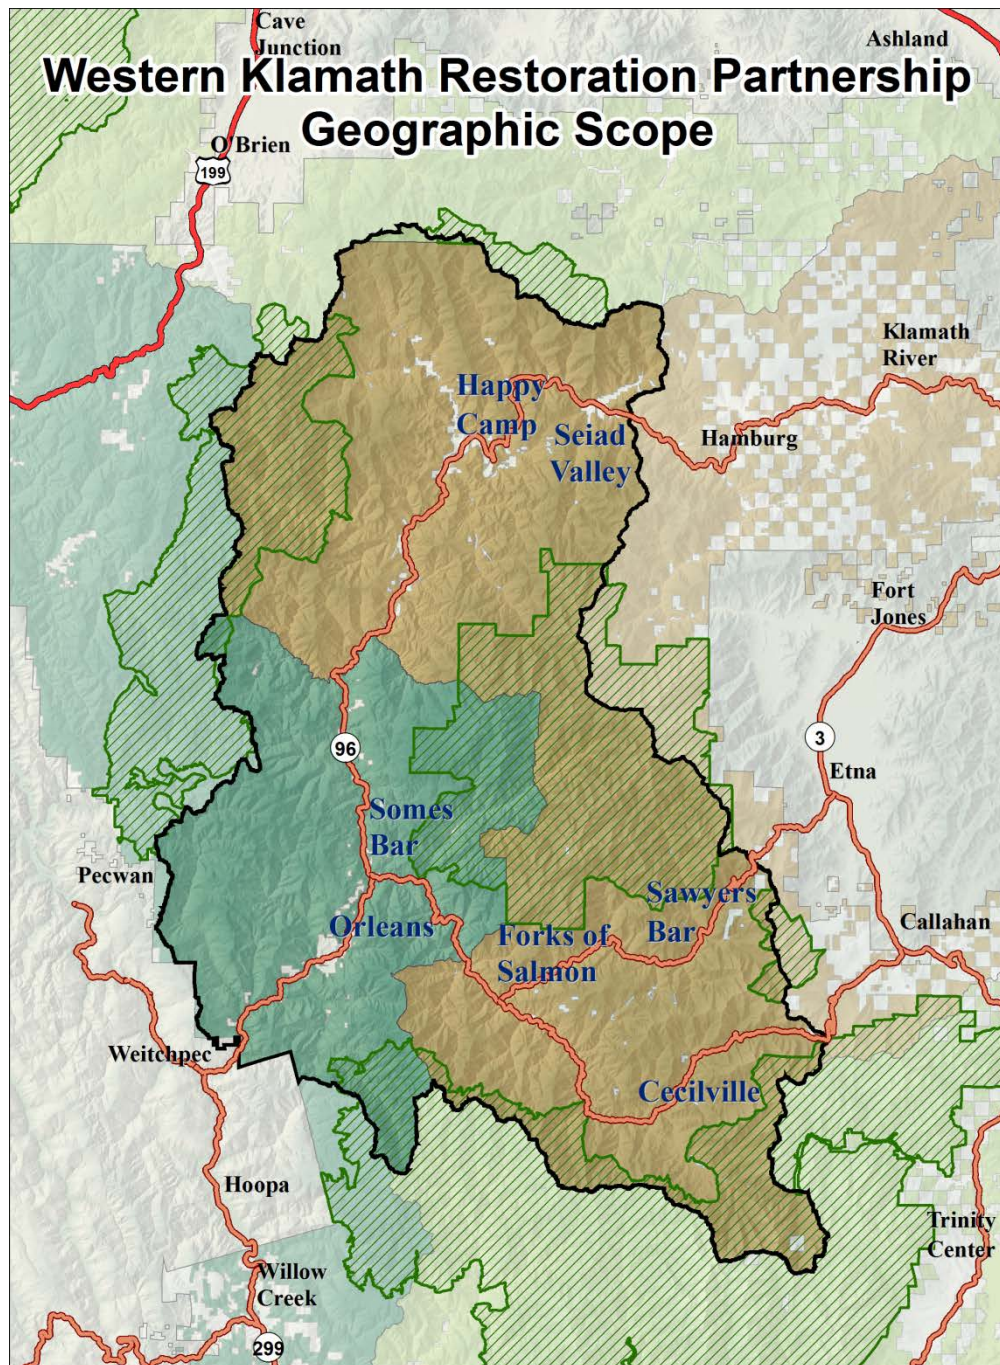 Cave
Junction
Ashland
Western Klamath Restoration Partnership
Geographic Scope
O'Brien
199
Klamath
River
Happy
Camp
Seiad
Valley
Hamburg
Fort
Jones
96
3
Etna
Somes
Bar
Pecwan
Sawyers
Bar
Orleans
Forks of
Salmon
Callahan
Weitchpec
Cecilville
Hoopa
Trinity
Center
Willow
Creek
299